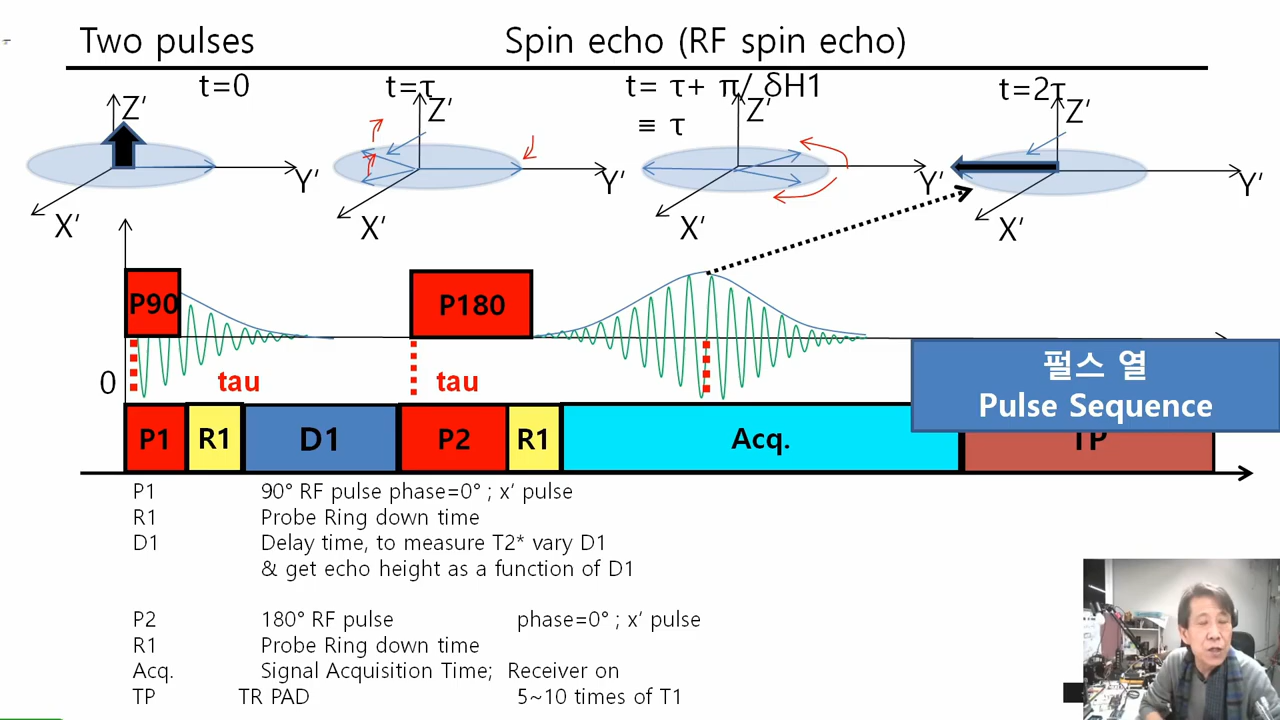 Two pulses
Spin echo (RF spin echo)
t=0
t=τ
t= τ+ π/ δH1
≡ τ
t=2τ
Z′
Z′
Z′
Z′
Y′
Y′
Y′
Y′
X′
X′
X′
X′
P90
P180
0
tau
tau
펄스 열
Pulse Sequence
P1
R1
D1
P2
R1
Acq.
TP
P1 90° RF pulse phase=0° ; x′ pulse
R1 Probe Ring down time
D1 Delay time, to measure T2* vary D1
& get echo height as a function of D1
P2 180° RF pulse phase=0° ; x′ pulse
R1 Probe Ring down time
Acq. Signal Acquisition Time; Receiver on
TP TR PAD 5~10 times of T1